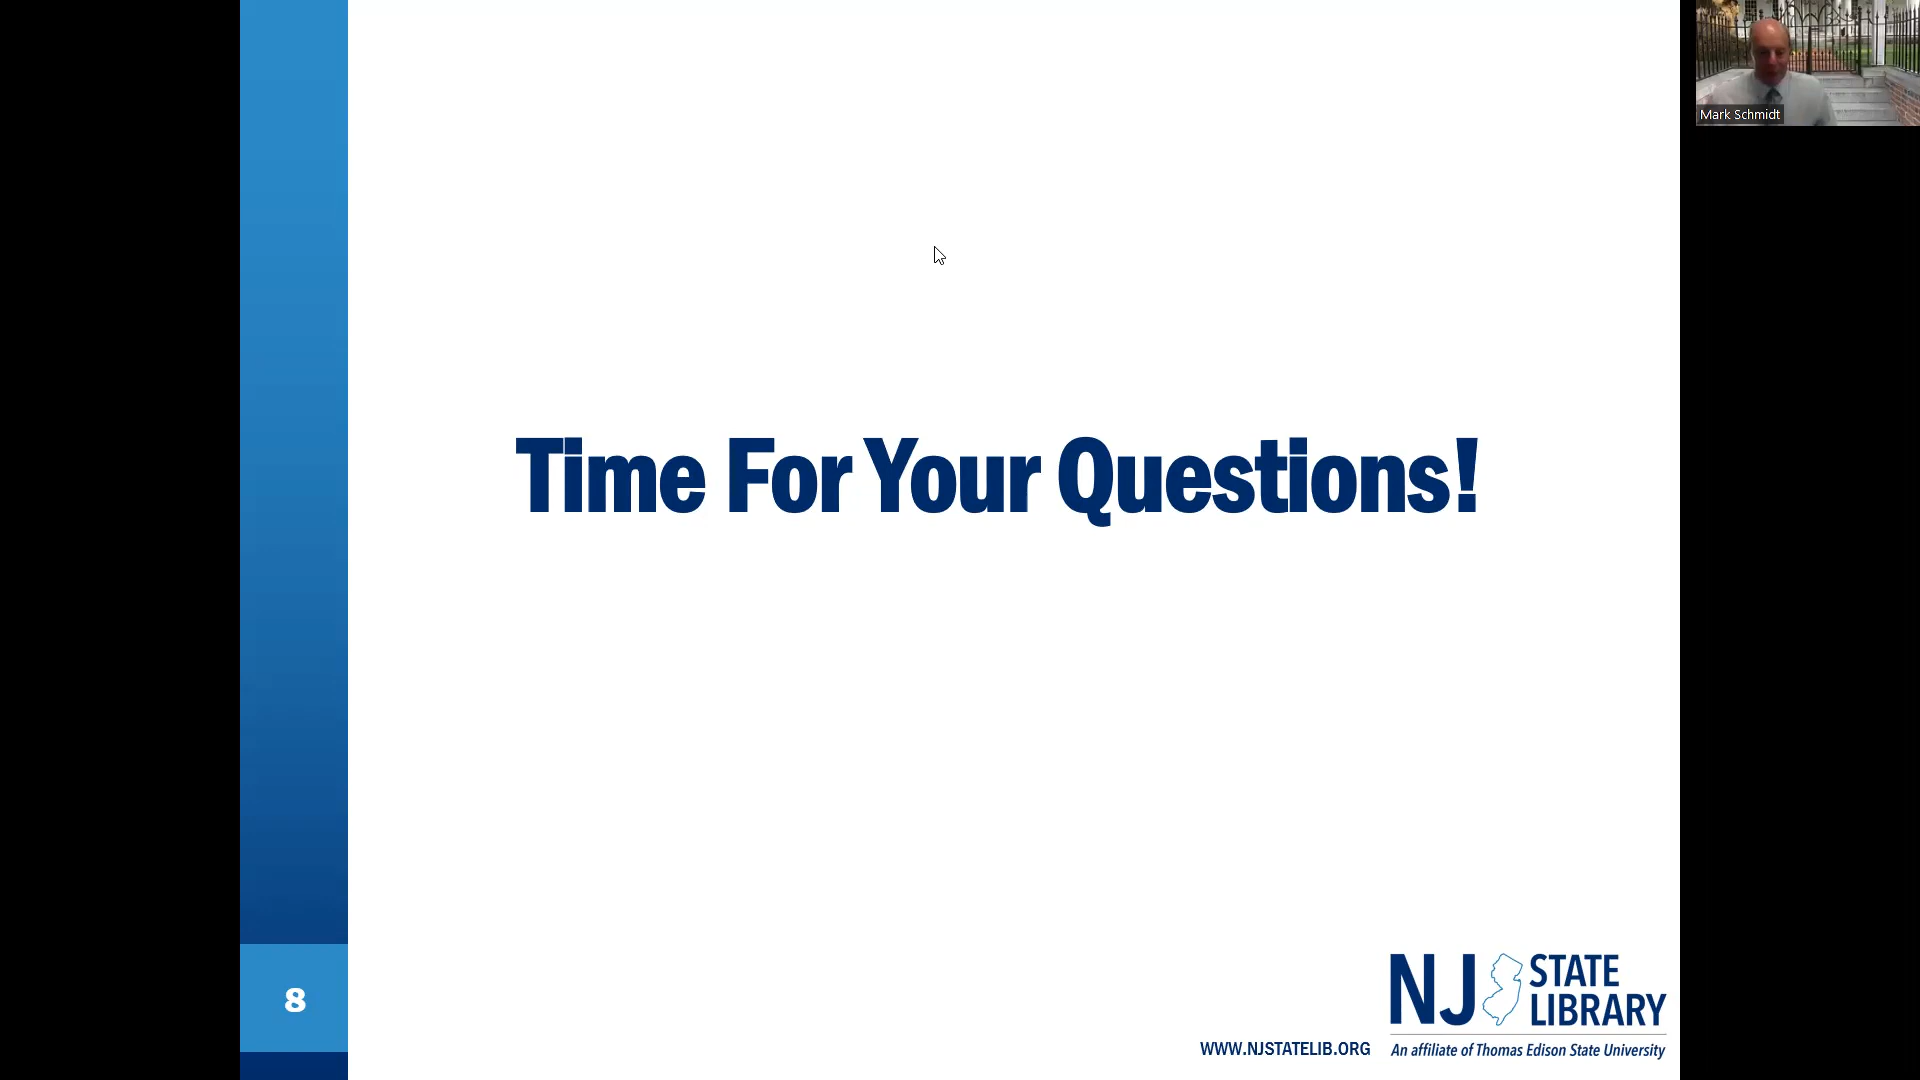 Mark Schmidt
Time For Your Questions!
8
WWW.NJSTATELIB.ORG
NJ STATE
LIBRARY
An affiliate of Thomas Edison State University